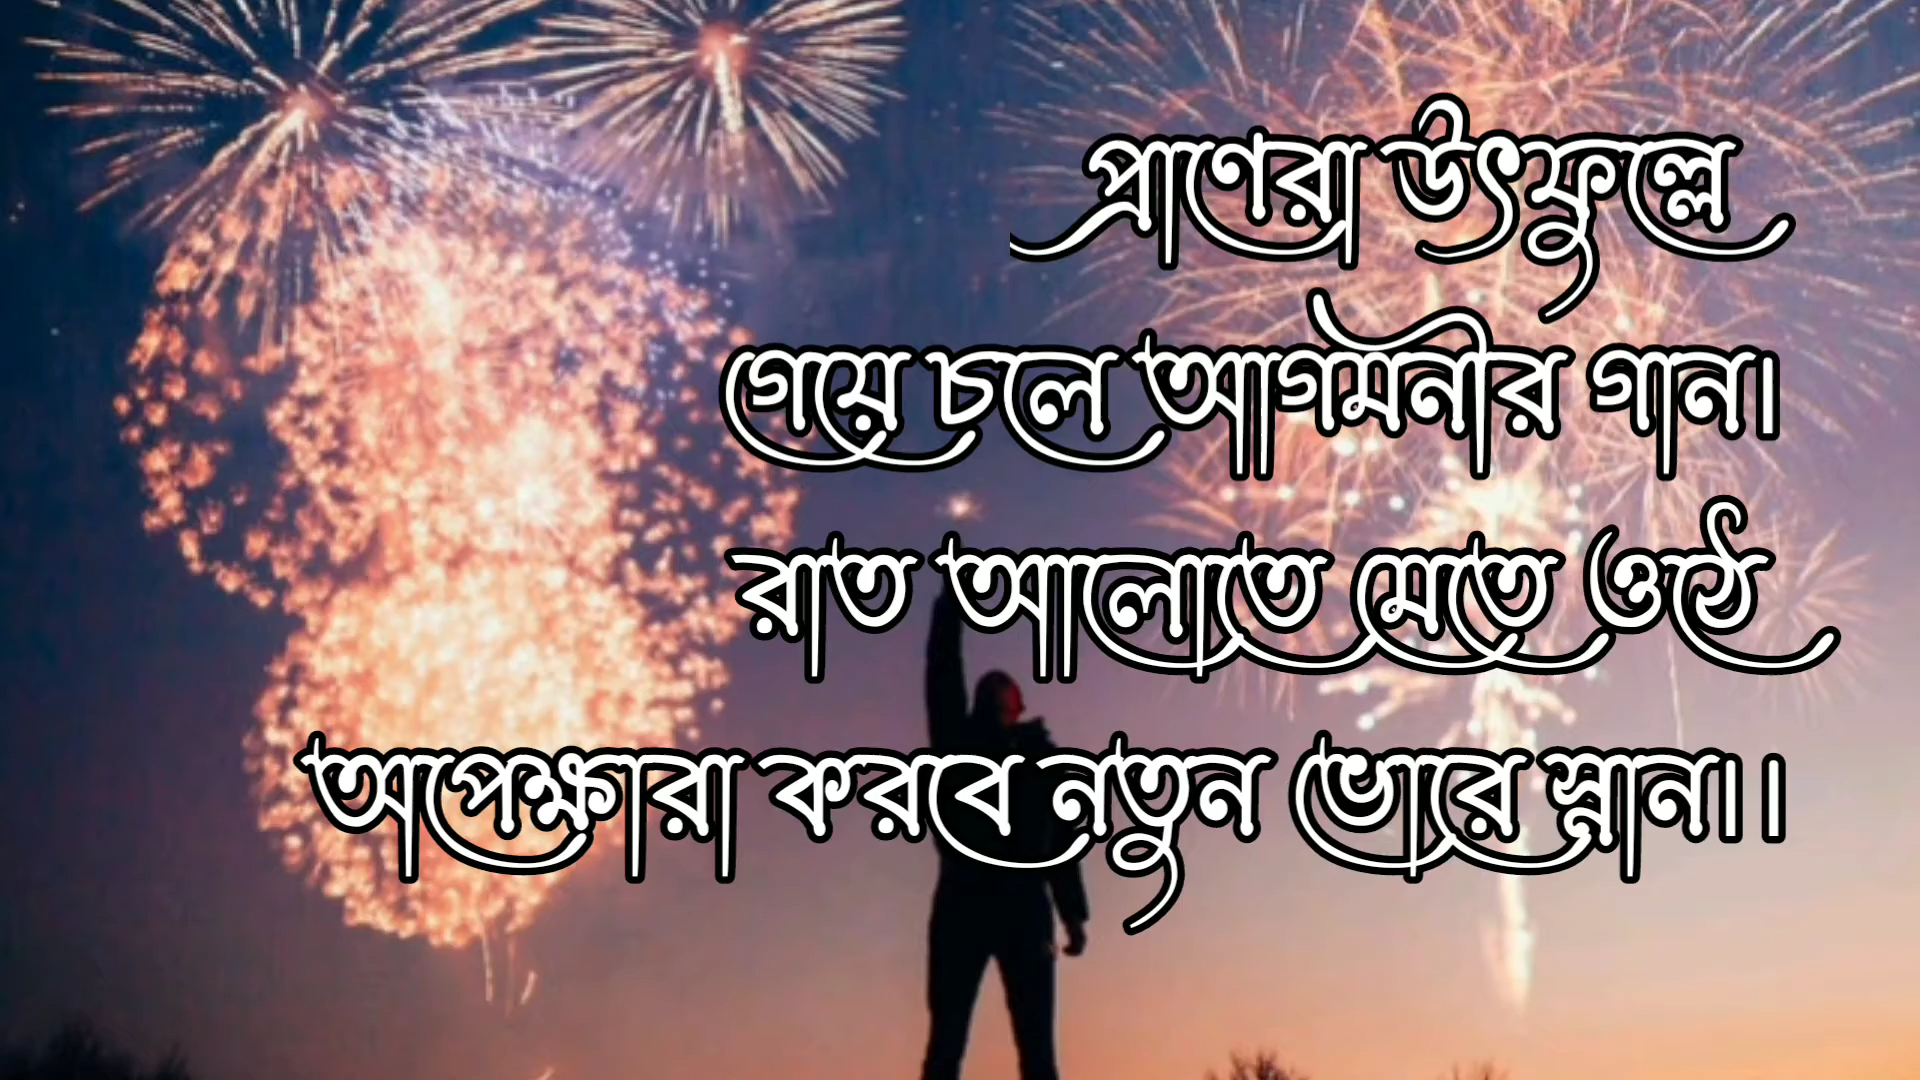 প্রাণেরা উৎফুল্লে
গেয়ে চলে আগমনীর গান।
রাত আলোতে মেতে ওঠে
অপেক্ষারা করবে নতুন ভোরে স্নান।।